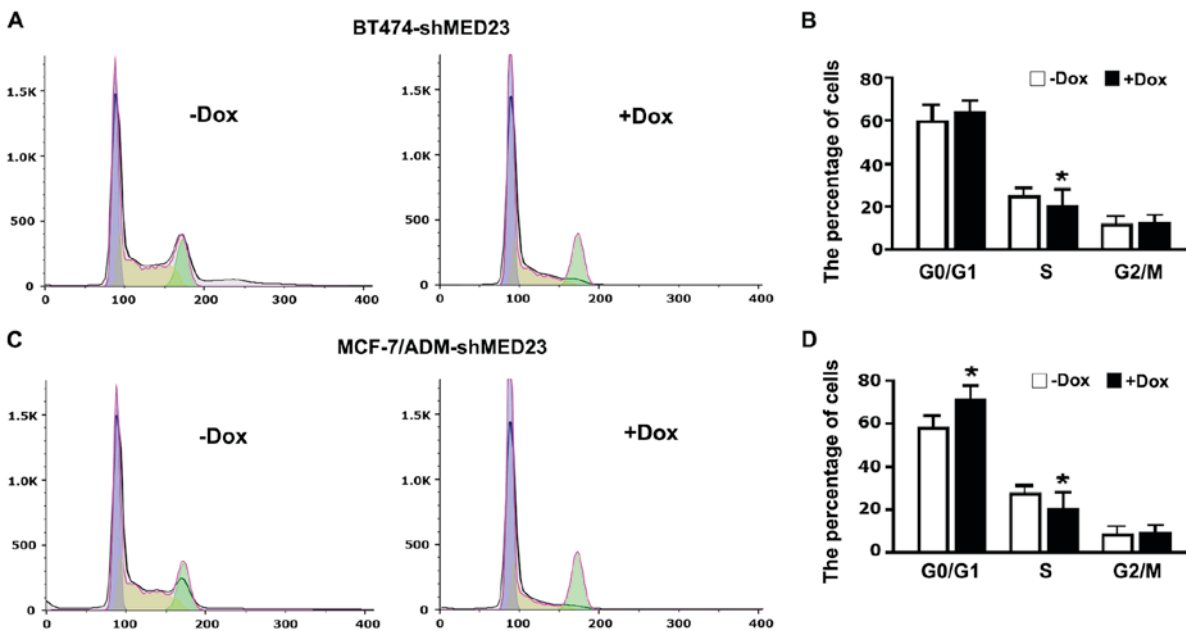 A
BT474-shMED23
1.5K
1.0K
500
0
0 100 200 300 400
-Dox
1.5K
1.0K
500
0
0 100 200 300 400
+Dox
B
The percentage of cells
80
60
40
20
0
-Dox +Dox
*
G0/G1 S G2/M
C
MCF-7/ADM-shMED23
1.5K
1.0K
500
0
0 100 200 300 400
-Dox
1.5K
1.0K
500
0
0 100 200 300 400
+Dox
D
The percentage of cells
80
60
40
20
0
-Dox +Dox
* *
G0/G1 S G2/M